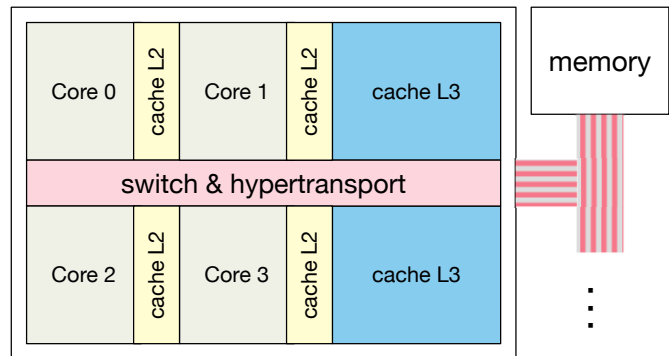 Core 0
cache L2
Core 1
cache L2
cache L3
memory
switch & hypertransport
Core 2
cache L2
Core 3
cache L2
cache L3